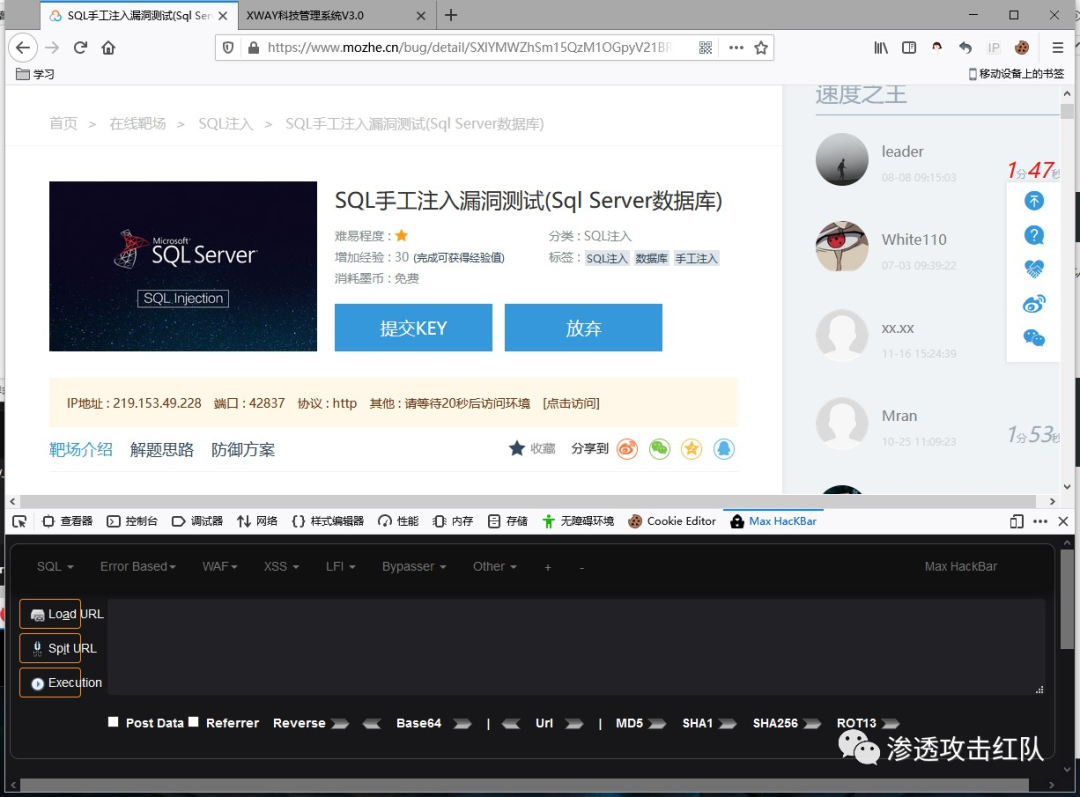 SQL手工注入漏洞测试(Sql Ser
XWAY科技管理系统V3.0
https://www.mozhe.cn/bug/detail/SXlYMWZhSm15QzM1OGpyV21BR
IP
学习
移动设备上的书签
首页 > 在线靶场 > SQL注入 > SQL手工注入漏洞测试(Sql Server数据库)
Microsoft
SQL Server
SQL Injection
SQL手工注入漏洞测试(Sql Server数据库)
难易程度 :
分类 : SQL注入
增加经验 : 30 (完成可获得经验值)
标签 : SQL注入 数据库 手工注入
消耗墨币 : 免费
提交KEY
放弃
IP地址 : 219.153.49.228 端口 : 42837 协议 : http 其他 : 请等待20秒后访问环境 [点击访问]
靶场介绍 解题思路 防御方案
收藏 分享到
速度之王
leader
08-08 09:15:03
1分47秒
White110
07-03 09:39:22
xx.xx
11-16 15:24:39
Mran
10-25 11:09:23
1分53秒
查看器 控制台 调试器 网络 样式编辑器 性能 内存 存储 无障碍环境 Cookie Editor Max HacKBar
SQL Error Based WAF XSS LFI Bypasser Other + - Max HacKBar
Load URL
Spit URL
Execution
Post Data Referrer Reverse Base64 | Url | MD5 SHA1 SHA256 ROT13
渗透攻击红队